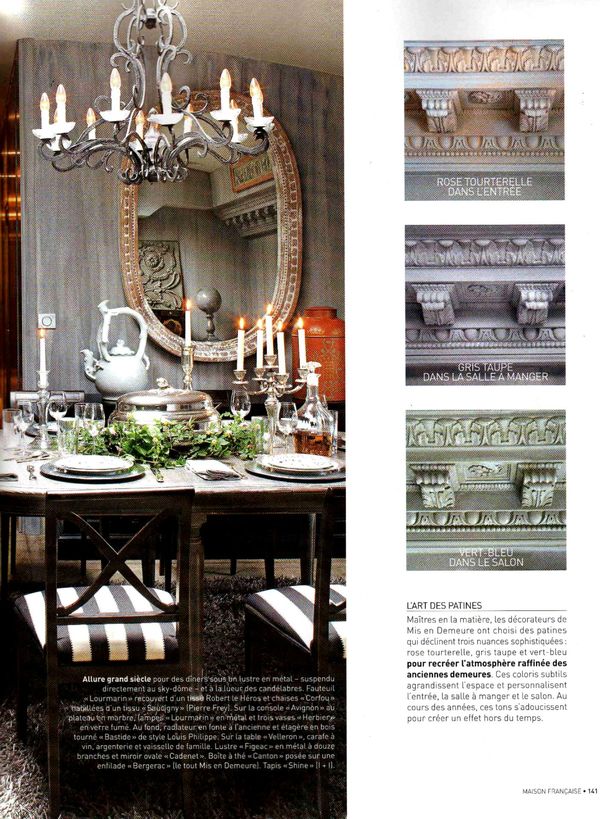 ROSE TOURTERELLE
DANS L'ENTRÉE
GRIS TAUPE
DANS LA SALLE À MANGER
VERT-BLEU
DANS LE SALON
L'ART DES PATINES
Maîtres en la matière, les décorateurs de
Mis en Demeure ont choisi des patines
qui déclinent trois nuances sophistiquées :
rose tourterelle, gris taupe et vert-bleu
pour recréer l'atmosphère raffinée des
anciennes demeures. Ces coloris subtils
agrandissent l'espace et personnalisent
l'entrée, la salle à manger et le salon. Au
cours des années, ces tons s'adoucissent
pour créer un effet hors du temps.
Allure grand siècle pour des dîners sous un lustre en métal – suspendu
directement au sky-dôme – et à la lueur des candélabres. Fauteuil
« Lourmarin » recouvert d'un tissu Robert le Héros et chaises « Corfou »
habillées d'un tissu « Saudigny » (Pierre Frey). Sur la console « Avignon » au
plateau en marbre, lampes « Lourmarin » en métal et trois vases « Herbier »
en verre fumé. Au fond, radiateur en fonte à l'ancienne et étagère en bois
tourné « Bastide » de style Louis Philippe. Sur la table « Velleron », carafe à
vin, argenterie et vaisselle de famille. Lustre « Figeac » en métal à douze
branches et miroir ovale « Cadenet ». Boîte à thé « Canton » posée sur une
enfilade « Bergerac » (le tout Mis en Demeure). Tapis « Shine » (I + I).
MAISON FRANÇAISE • 141